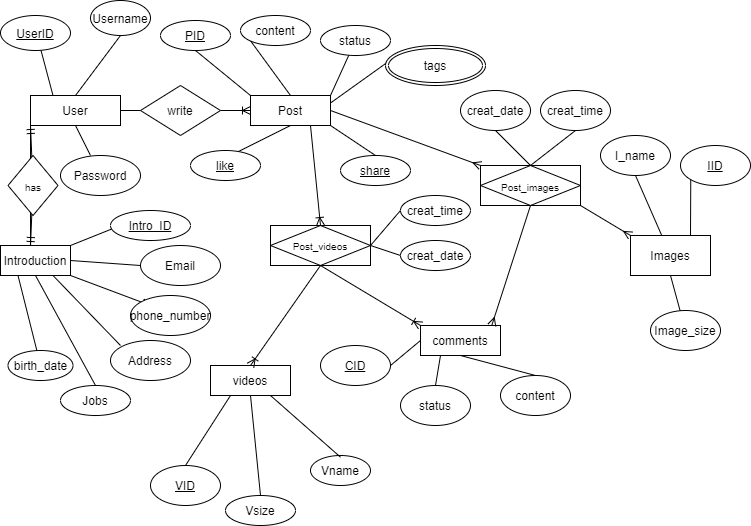 Username
UserID
PID
content
status
tags
User
write
Post
creat_date
creat_time
I_name
IID
like
share
Password
has
Post_images
Intro_ID
creat_time
Post_videos
creat_date
Introduction
Email
Images
phone_number
Image_size
comments
birth_date
Address
CID
videos
Jobs
status
content
Vname
VID
Vsize